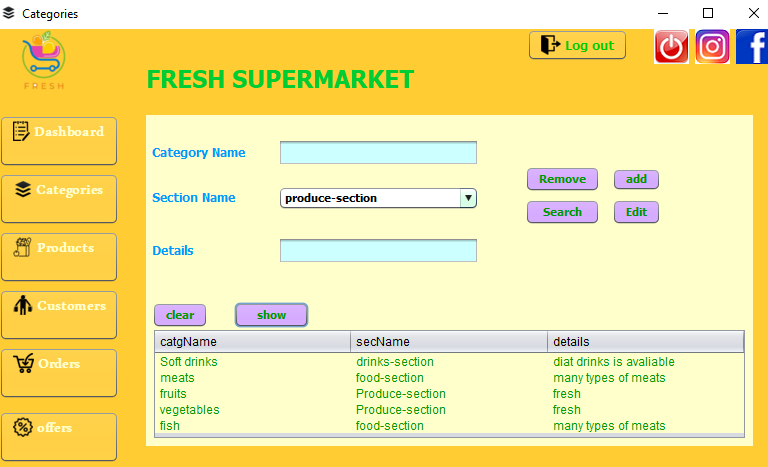 Categories
Log out
FRESH
FRESH SUPERMARKET
Dashboard
Categories
Products
Customers
Orders
offers
Category Name
Section Name
produce-section
Details
Remove
add
Search
Edit
clear
show
catgName secName details
Soft drinks drinks-section diat drinks is avaliable
meats food-section many types of meats
fruits Produce-section fresh
vegetables Produce-section fresh
fish food-section many types of meats